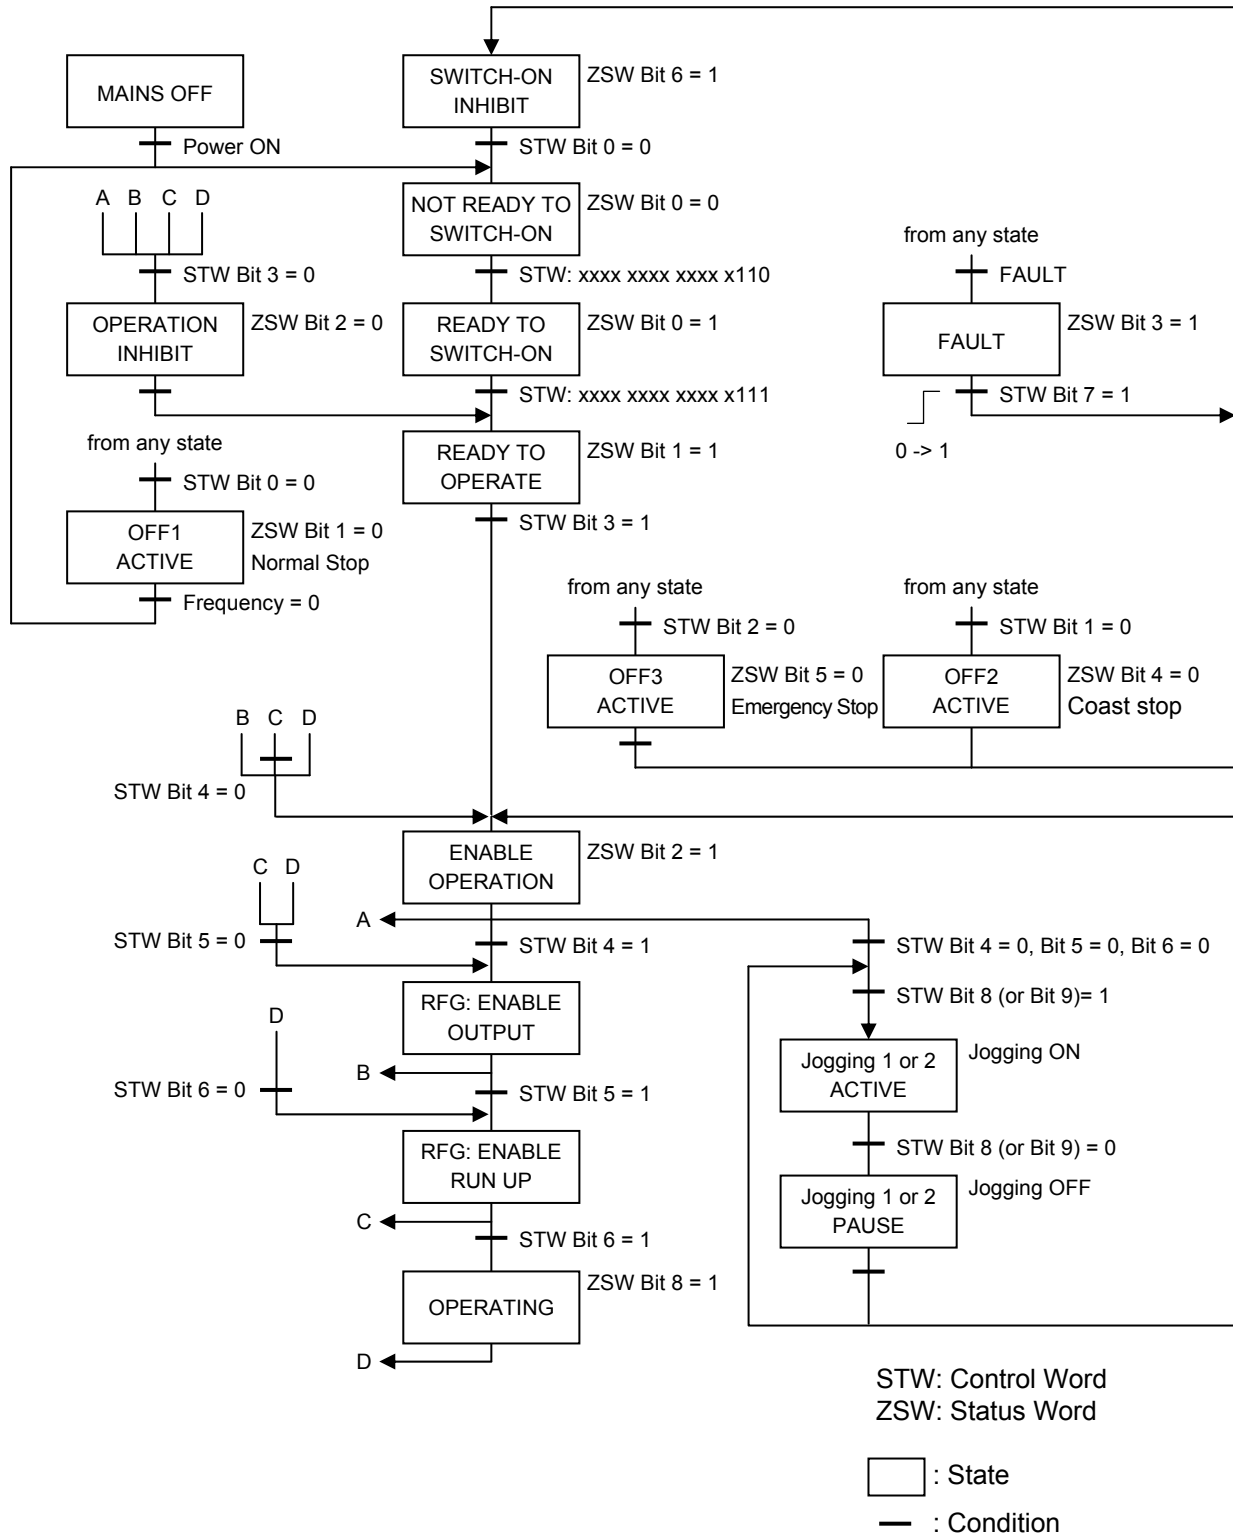 MAINS OFF
Power ON
SWITCH-ON
INHIBIT
ZSW Bit 6 = 1
STW Bit 0 = 0
NOT READY TO
SWITCH-ON
ZSW Bit 0 = 0
STW: xxxx xxxx xxxx x110
A B C D
STW Bit 3 = 0
OPERATION
INHIBIT
ZSW Bit 2 = 0
READY TO
SWITCH-ON
ZSW Bit 0 = 1
STW: xxxx xxxx xxxx x111
from any state
FAULT
FAULT
ZSW Bit 3 = 1
STW Bit 7 = 1
0 -> 1
from any state
STW Bit 0 = 0
OFF1
ACTIVE
ZSW Bit 1 = 0
Normal Stop
Frequency = 0
READY TO
OPERATE
ZSW Bit 1 = 1
STW Bit 3 = 1
from any state
STW Bit 2 = 0
OFF3
ACTIVE
ZSW Bit 5 = 0
Emergency Stop
from any state
STW Bit 1 = 0
OFF2
ACTIVE
ZSW Bit 4 = 0
Coast stop
B C D
STW Bit 4 = 0
ENABLE
OPERATION
ZSW Bit 2 = 1
A
STW Bit 4 = 1
C D
STW Bit 5 = 0
RFG: ENABLE
OUTPUT
B
STW Bit 5 = 1
D
STW Bit 6 = 0
RFG: ENABLE
RUN UP
C
STW Bit 6 = 1
OPERATING
ZSW Bit 8 = 1
D
STW Bit 4 = 0, Bit 5 = 0, Bit 6 = 0
STW Bit 8 (or Bit 9)= 1
Jogging 1 or 2
ACTIVE
Jogging ON
STW Bit 8 (or Bit 9) = 0
Jogging 1 or 2
PAUSE
Jogging OFF
STW: Control Word
ZSW: Status Word
: State
: Condition